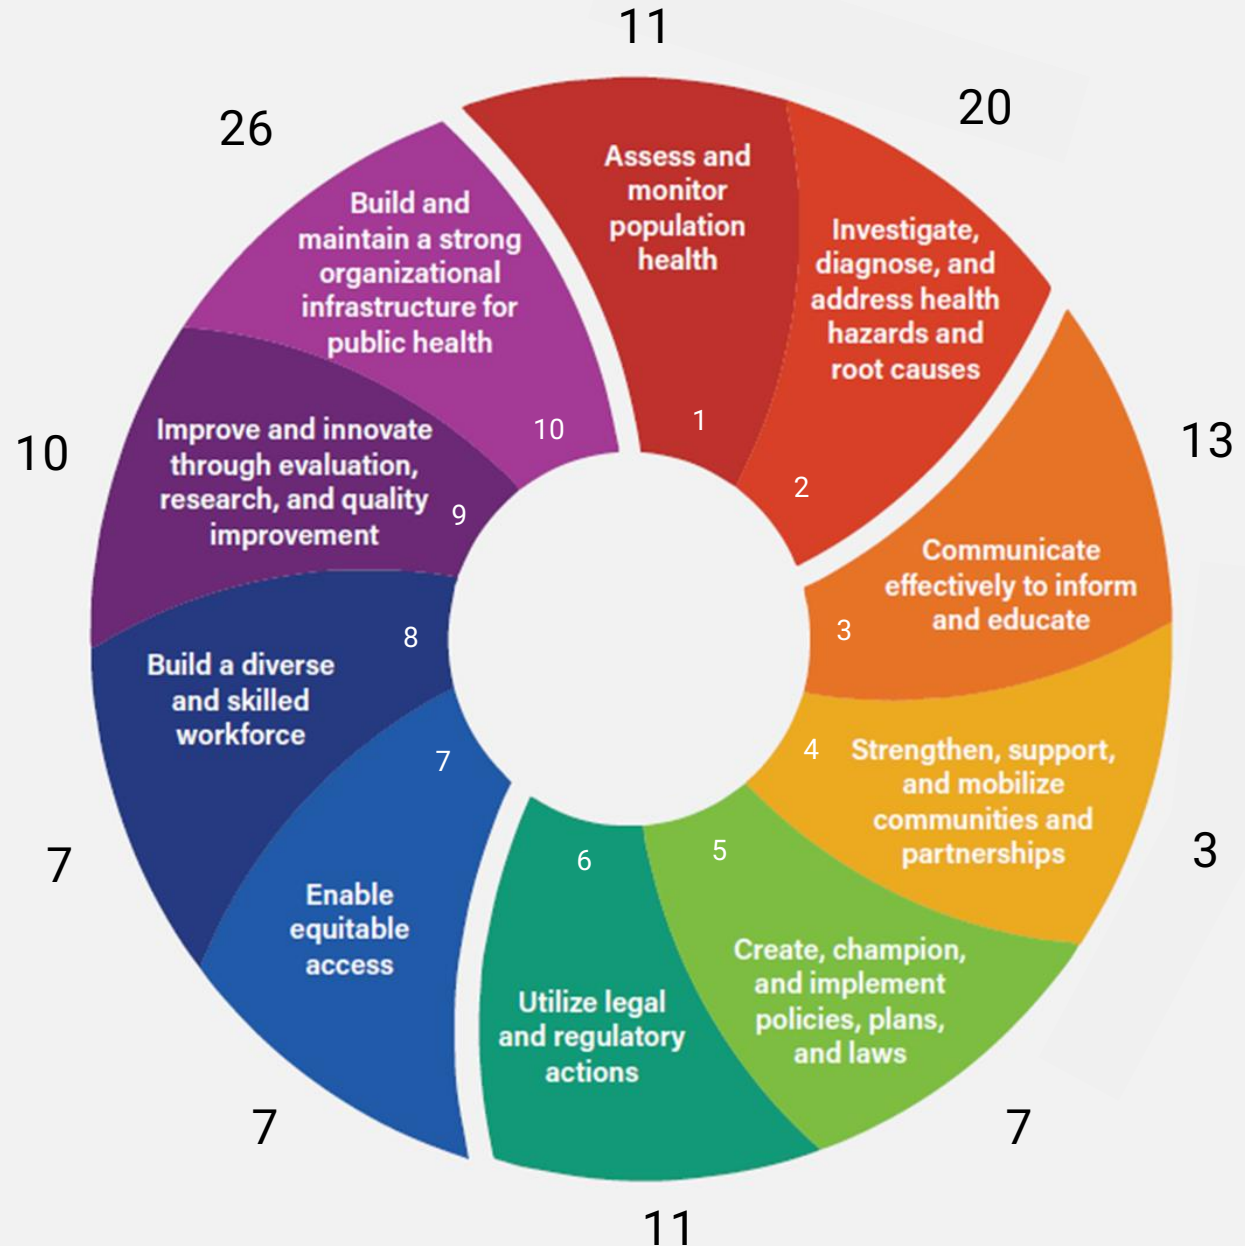 11
20
26
Assess and
monitor
population
health
1
Investigate,
diagnose, and
address health
hazards and
root causes
2
13
Communicate
effectively to inform
and educate
3
Strengthen, support,
and mobilize
communities and
partnerships
4
3
Create, champion,
and implement
policies, plans,
and laws
5
7
Utilize legal
and regulatory
actions
6
11
Enable
equitable
access
7
7
Build a diverse
and skilled
workforce
8
7
Improve and innovate
through evaluation,
research, and quality
improvement
9
10
Build and
maintain a strong
organizational
infrastructure for
public health
10